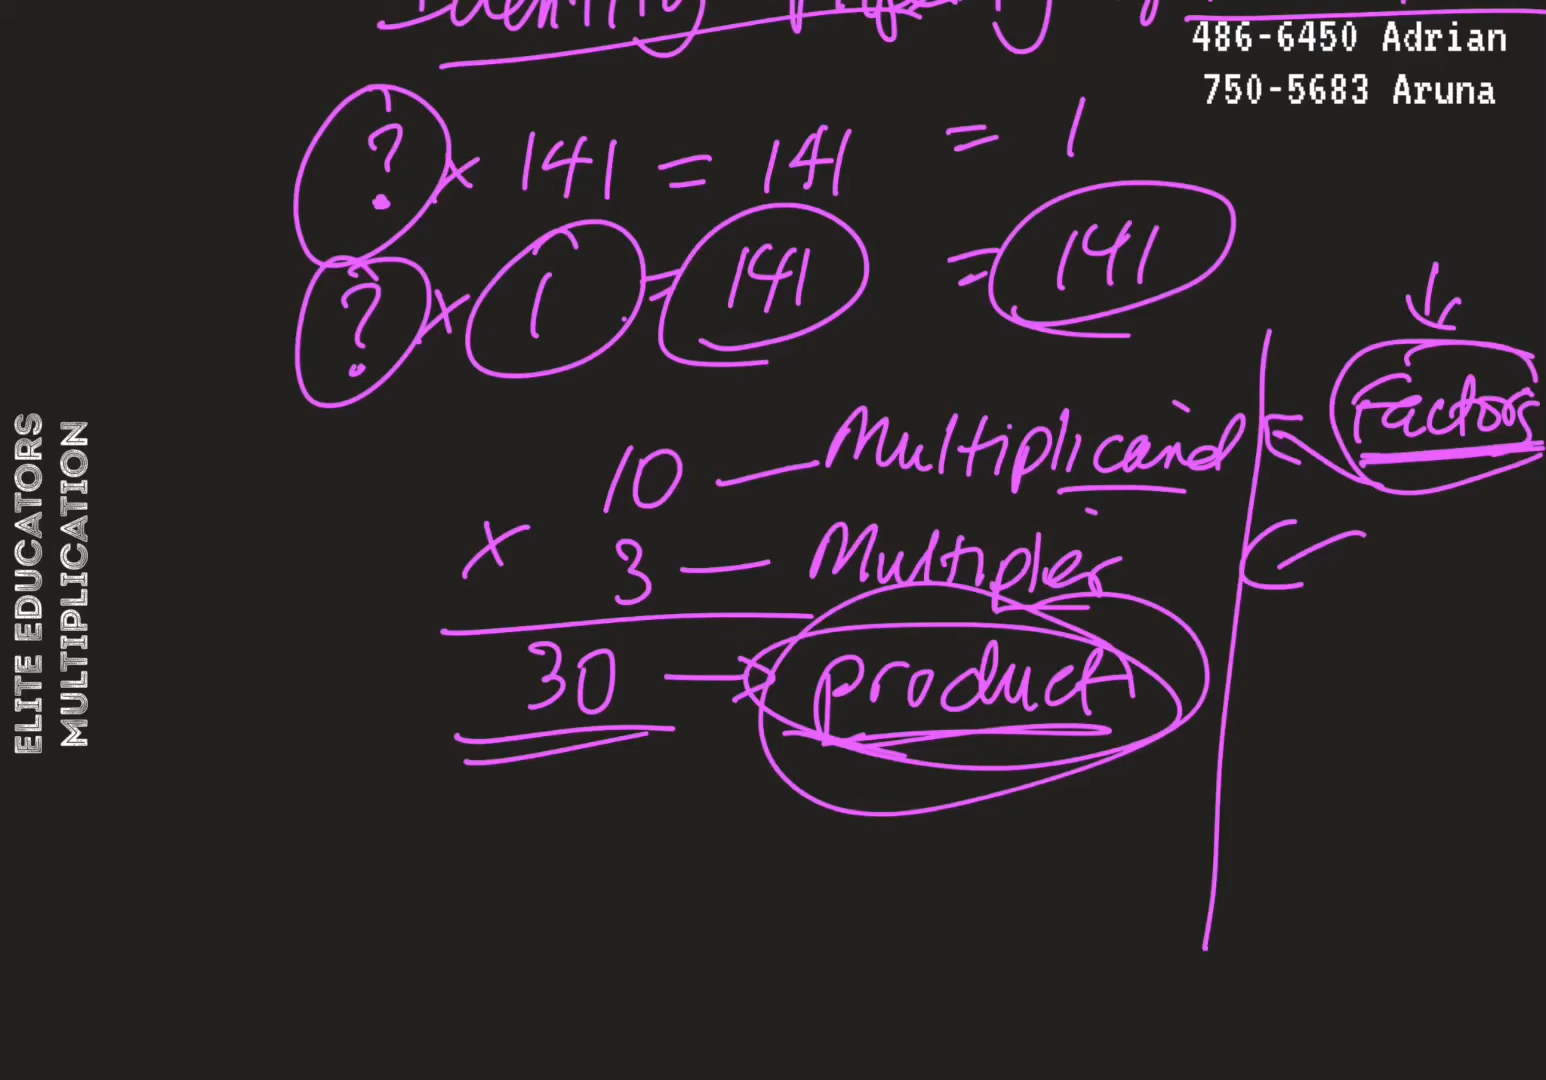 Identity
486-6450 Adrian
750-5683 Aruna
? × 141 = 141 = 1
? × 1 = 141 = 141
Factors
10 — Multiplicand
× 3 — Multiplier
30 → product
ELITE EDUCATORS
MULTIPLICATION